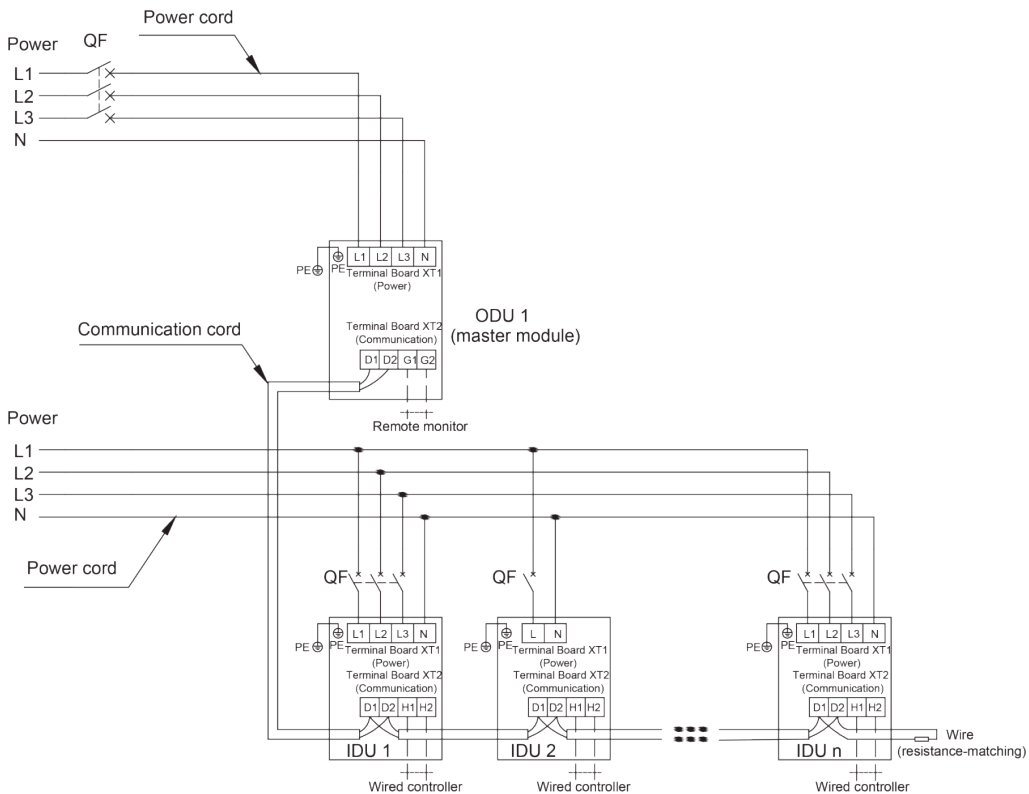 Power cord
Power QF
L1
L2
L3
N
L1 L2 L3 N
PE PE
Terminal Board XT1
(Power)
ODU 1
(master module)
Communication cord
Terminal Board XT2
(Communication)
D1 D2 G1 G2
Remote monitor
Power
L1
L2
L3
N
Power cord
QF QF QF
L1 L2 L3 N L N L1 L2 L3 N
PE PE PE PE PE PE
Terminal Board XT1 Terminal Board XT1 Terminal Board XT1
(Power) (Power) (Power)
Terminal Board XT2 Terminal Board XT2 Terminal Board XT2
(Communication) (Communication) (Communication)
D1 D2 H1 H2 D1 D2 H1 H2 D1 D2 H1 H2
IDU 1 IDU 2 IDU n
Wire
(resistance-matching)
Wired controller Wired controller Wired controller